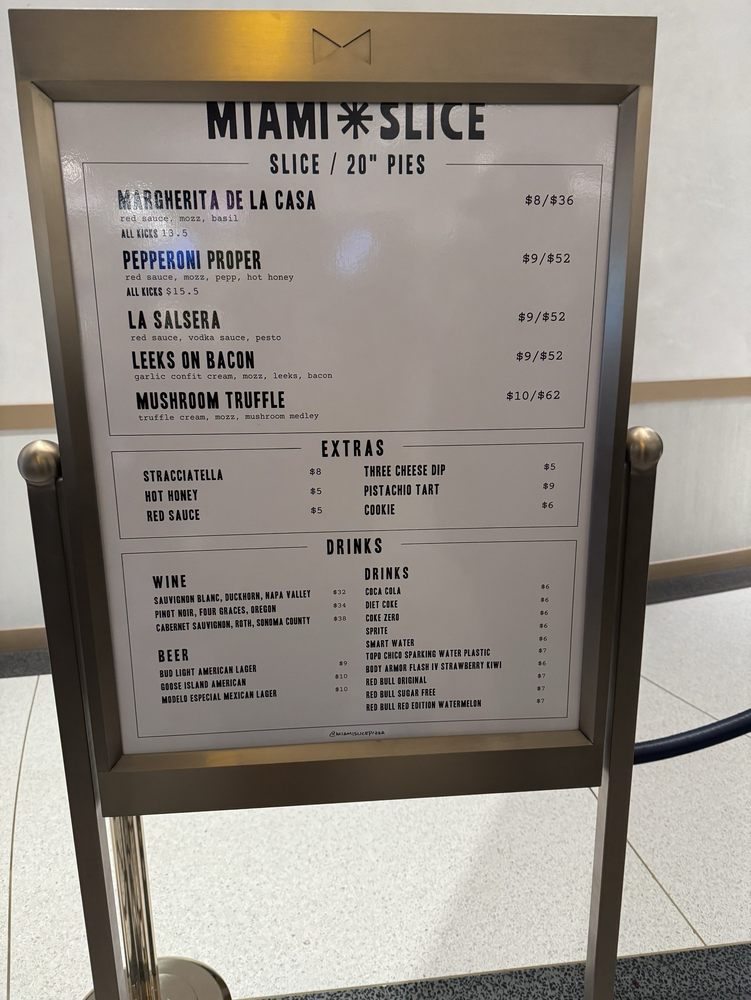 MIAMI SLICE
SLICE / 20" PIES
MARGHERITA DE LA CASA $8/$36
red sauce, mozz, basil
ALL KICKS 13.5
PEPPERONI PROPER $9/$52
red sauce, mozz, pepp, hot honey
ALL KICKS $15.5
LA SALSERA $9/$52
red sauce, vodka sauce, pesto
LEEKS ON BACON $9/$52
garlic confit cream, mozz, leeks, bacon
MUSHROOM TRUFFLE $10/$62
truffle cream, mozz, mushroom medley
EXTRAS
STRACCIATELLA $8
HOT HONEY $5
RED SAUCE $5
THREE CHEESE DIP $5
PISTACHIO TART $9
COOKIE $6
DRINKS
WINE
SAUVIGNON BLANC, DUCKHORN, NAPA VALLEY $32
PINOT NOIR, FOUR GRACES, OREGON $34
CABERNET SAUVIGNON, ROTH, SONOMA COUNTY $38
BEER
BUD LIGHT AMERICAN LAGER $9
GOOSE ISLAND AMERICAN $10
MODELO ESPECIAL MEXICAN LAGER $10
DRINKS
COCA COLA $6
DIET COKE $6
COKE ZERO $6
SPRITE $6
SMART WATER $6
TOPO CHICO SPARKING WATER PLASTIC $7
BODY ARMOR FLASH IV STRAWBERRY KIWI $6
RED BULL ORIGINAL $7
RED BULL SUGAR FREE $7
RED BULL RED EDITION WATERMELON $7
@MIAMISLICEPIZZA